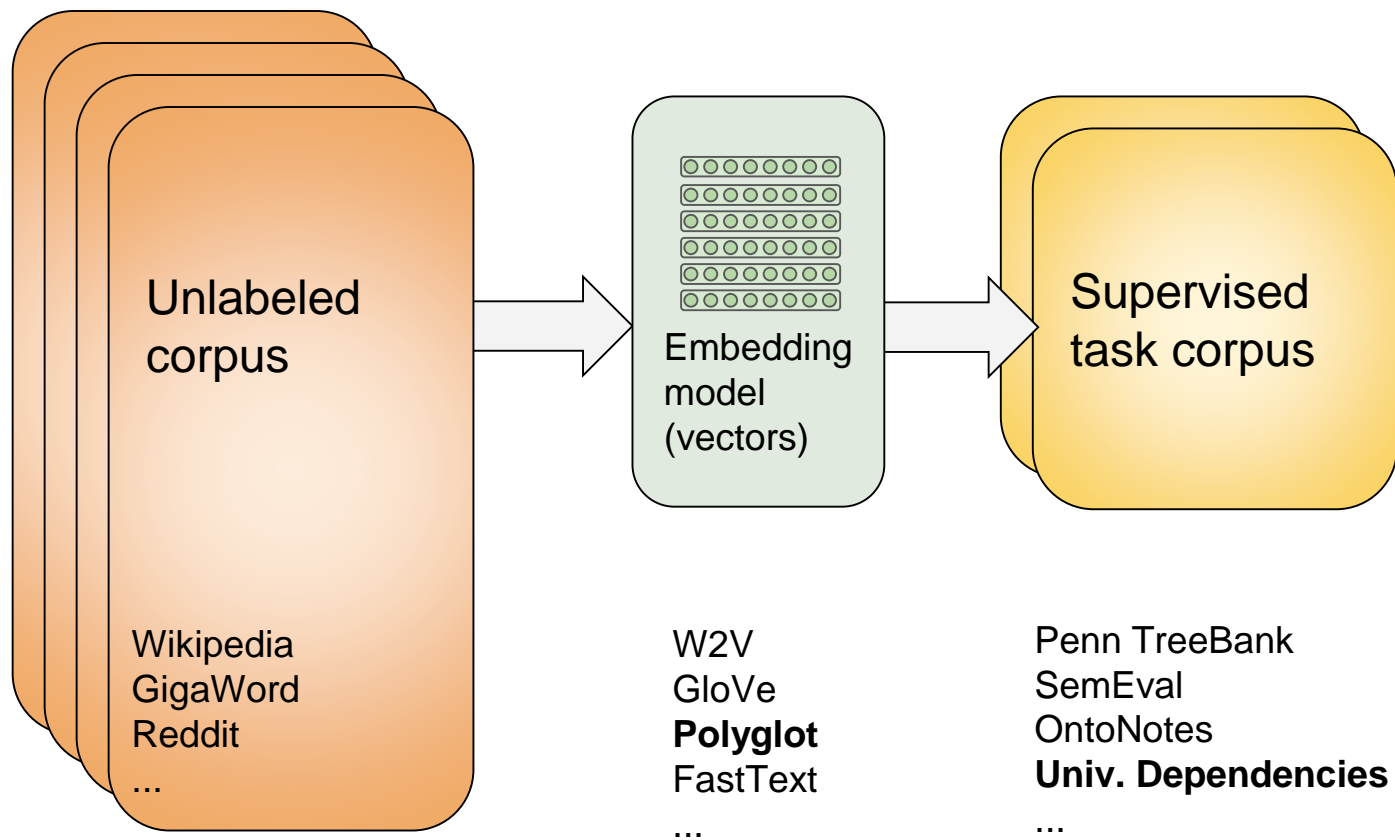 Unlabeled
corpus
Embedding
model
(vectors)
Supervised
task corpus
Wikipedia
GigaWord
Reddit
...
W2V
GloVe
Polyglot
FastText
...
Penn TreeBank
SemEval
OntoNotes
Univ. Dependencies
...